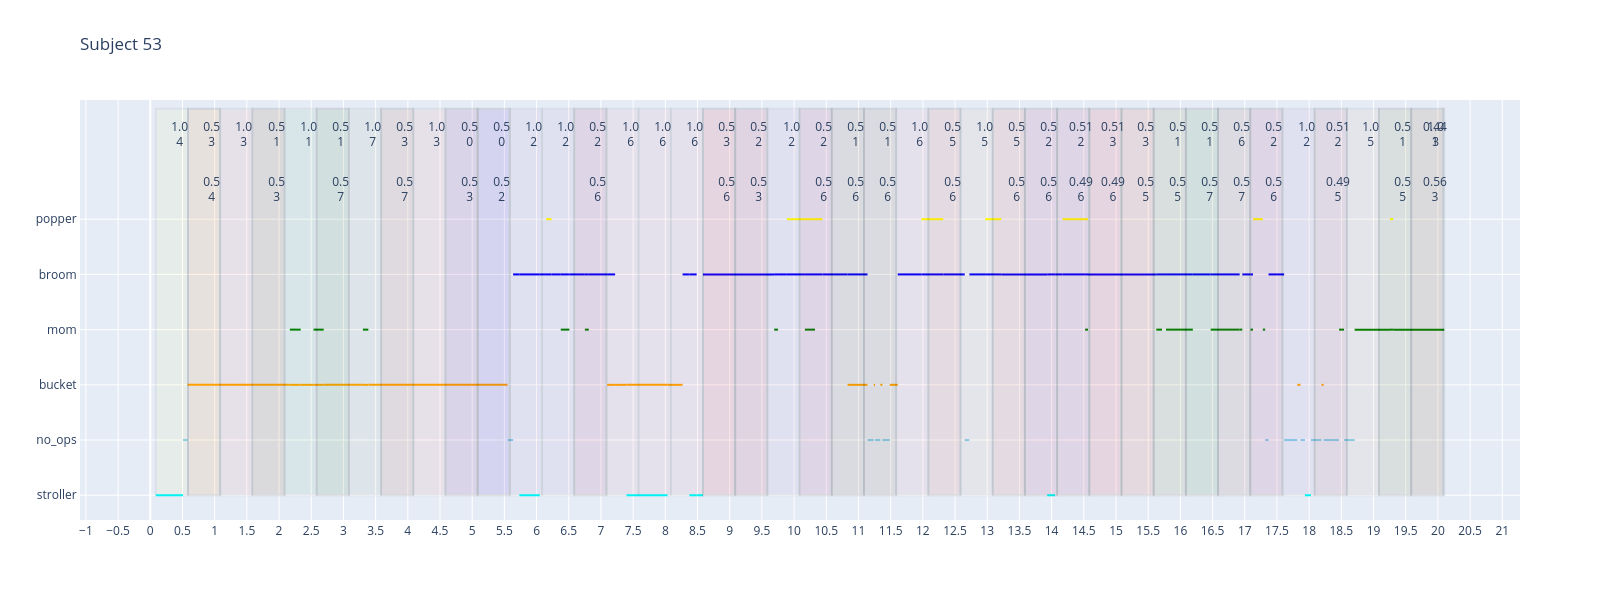 Subject 53
1.0 0.5 1.0 0.5 1.0 0.5 1.0 0.5 1.0 0.5 0.5 1.0 1.0 0.5 1.0 1.0 1.0 0.5 0.5 1.0 0.5 0.5 0.5 1.0 0.5 1.0 0.5 0.5 0.51 0.51 0.5 0.5 0.5 0.5 0.5 1.0 0.51 1.0 0.5
4 3 3 1 1 1 7 3 3 0 0 2 2 2 6 6 6 3 2 2 2 1 1 6 5 5 5 2 2 3 3 1 1 6 2 2 2 5 1
0.5 0.5 0.5 0.5 0.5 0.5 0.5 0.5 0.5 0.5 0.5 0.5 0.5 0.5 0.5 0.49 0.49 0.5 0.5 0.5 0.5 0.5 0.49 0.5 0.56
4 3 7 7 3 2 6 6 3 6 6 6 6 6 6 6 6 5 5 7 7 6 5 5 3
popper
broom
mom
bucket
no_ops
stroller
−1 −0.5 0 0.5 1 1.5 2 2.5 3 3.5 4 4.5 5 5.5 6 6.5 7 7.5 8 8.5 9 9.5 10 10.5 11 11.5 12 12.5 13 13.5 14 14.5 15 15.5 16 16.5 17 17.5 18 18.5 19 19.5 20 20.5 21